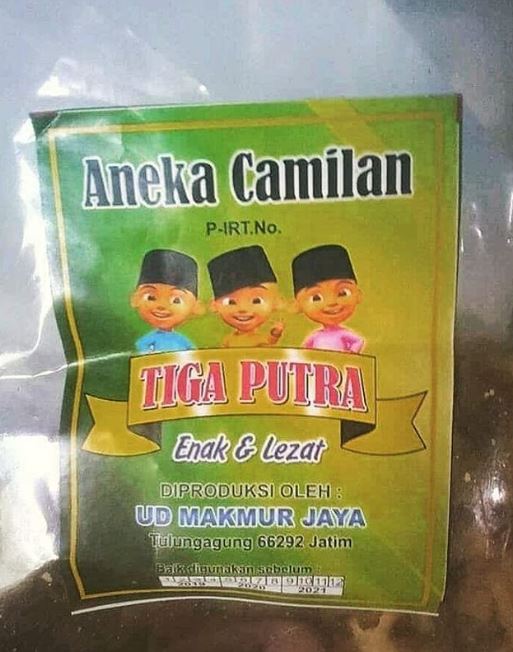 Aneka Camilan
P-IRT.No.
TIGA PUTRA
Enak & Lezat
DIPRODUKSI OLEH :
UD MAKMUR JAYA
Tulungagung 66292 Jatim
Baik digunakan sebelum :
1 2 3 4 5 6 7 8 9 10 11 12
2019 2020 2021